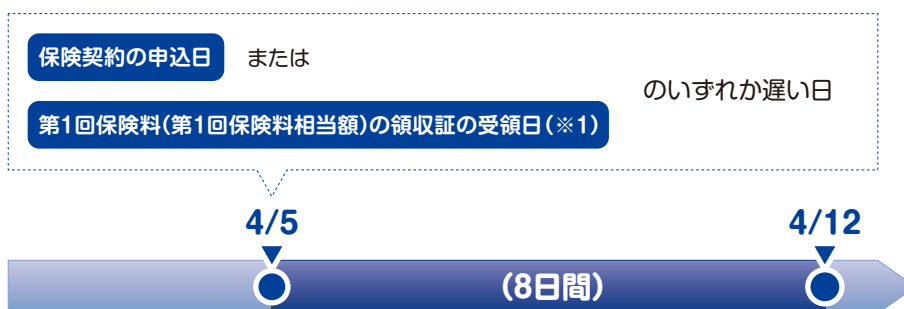 保険契約の申込日 または
のいずれか遅い日
第1回保険料(第1回保険料相当額)の領収証の受領日(※1)
4/5 4/12
(8日間)